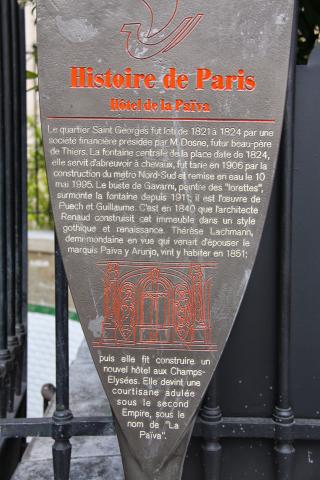 Histoire de Paris
Hôtel de la Païva
Le quartier Saint Georges fut loti de 1821 à 1824 par une
société financière présidée par M.Dosne, futur beau-père
de Thiers. La fontaine centrale de la place date de 1824,
elle servit d'abreuvoir à chevaux, fut tarie en 1906 par la
construction du métro Nord-Sud et remise en eau le 10
mai 1995. Le buste de Gavarni, peintre des "lorettes",
surmonte la fontaine depuis 1911; il est l'œuvre de
Puech et Guillaume. C'est en 1840 que l'architecte
Renaud construisit cet immeuble dans un style
gothique et renaissance. Thérèse Lachmann,
demi-mondaine en vue qui venait d'épouser le
marquis Païva y Arunjo, vint y habiter en 1851;
puis elle fit construire un
nouvel hôtel aux Champs-
Elysées. Elle devint une
courtisane adulée
sous le second
Empire, sous le
nom de "La
Païva".